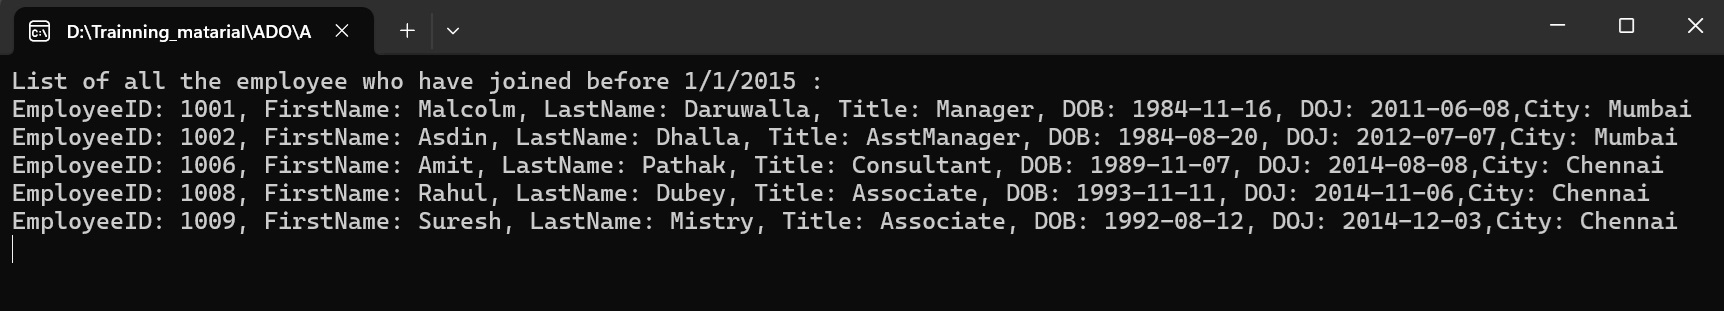 D:\Trainning_matarial\ADO\A
List of all the employee who have joined before 1/1/2015 :
EmployeeID: 1001, FirstName: Malcolm, LastName: Daruwalla, Title: Manager, DOB: 1984-11-16, DOJ: 2011-06-08,City: Mumbai
EmployeeID: 1002, FirstName: Asdin, LastName: Dhalla, Title: AsstManager, DOB: 1984-08-20, DOJ: 2012-07-07,City: Mumbai
EmployeeID: 1006, FirstName: Amit, LastName: Pathak, Title: Consultant, DOB: 1989-11-07, DOJ: 2014-08-08,City: Chennai
EmployeeID: 1008, FirstName: Rahul, LastName: Dubey, Title: Associate, DOB: 1993-11-11, DOJ: 2014-11-06,City: Chennai
EmployeeID: 1009, FirstName: Suresh, LastName: Mistry, Title: Associate, DOB: 1992-08-12, DOJ: 2014-12-03,City: Chennai